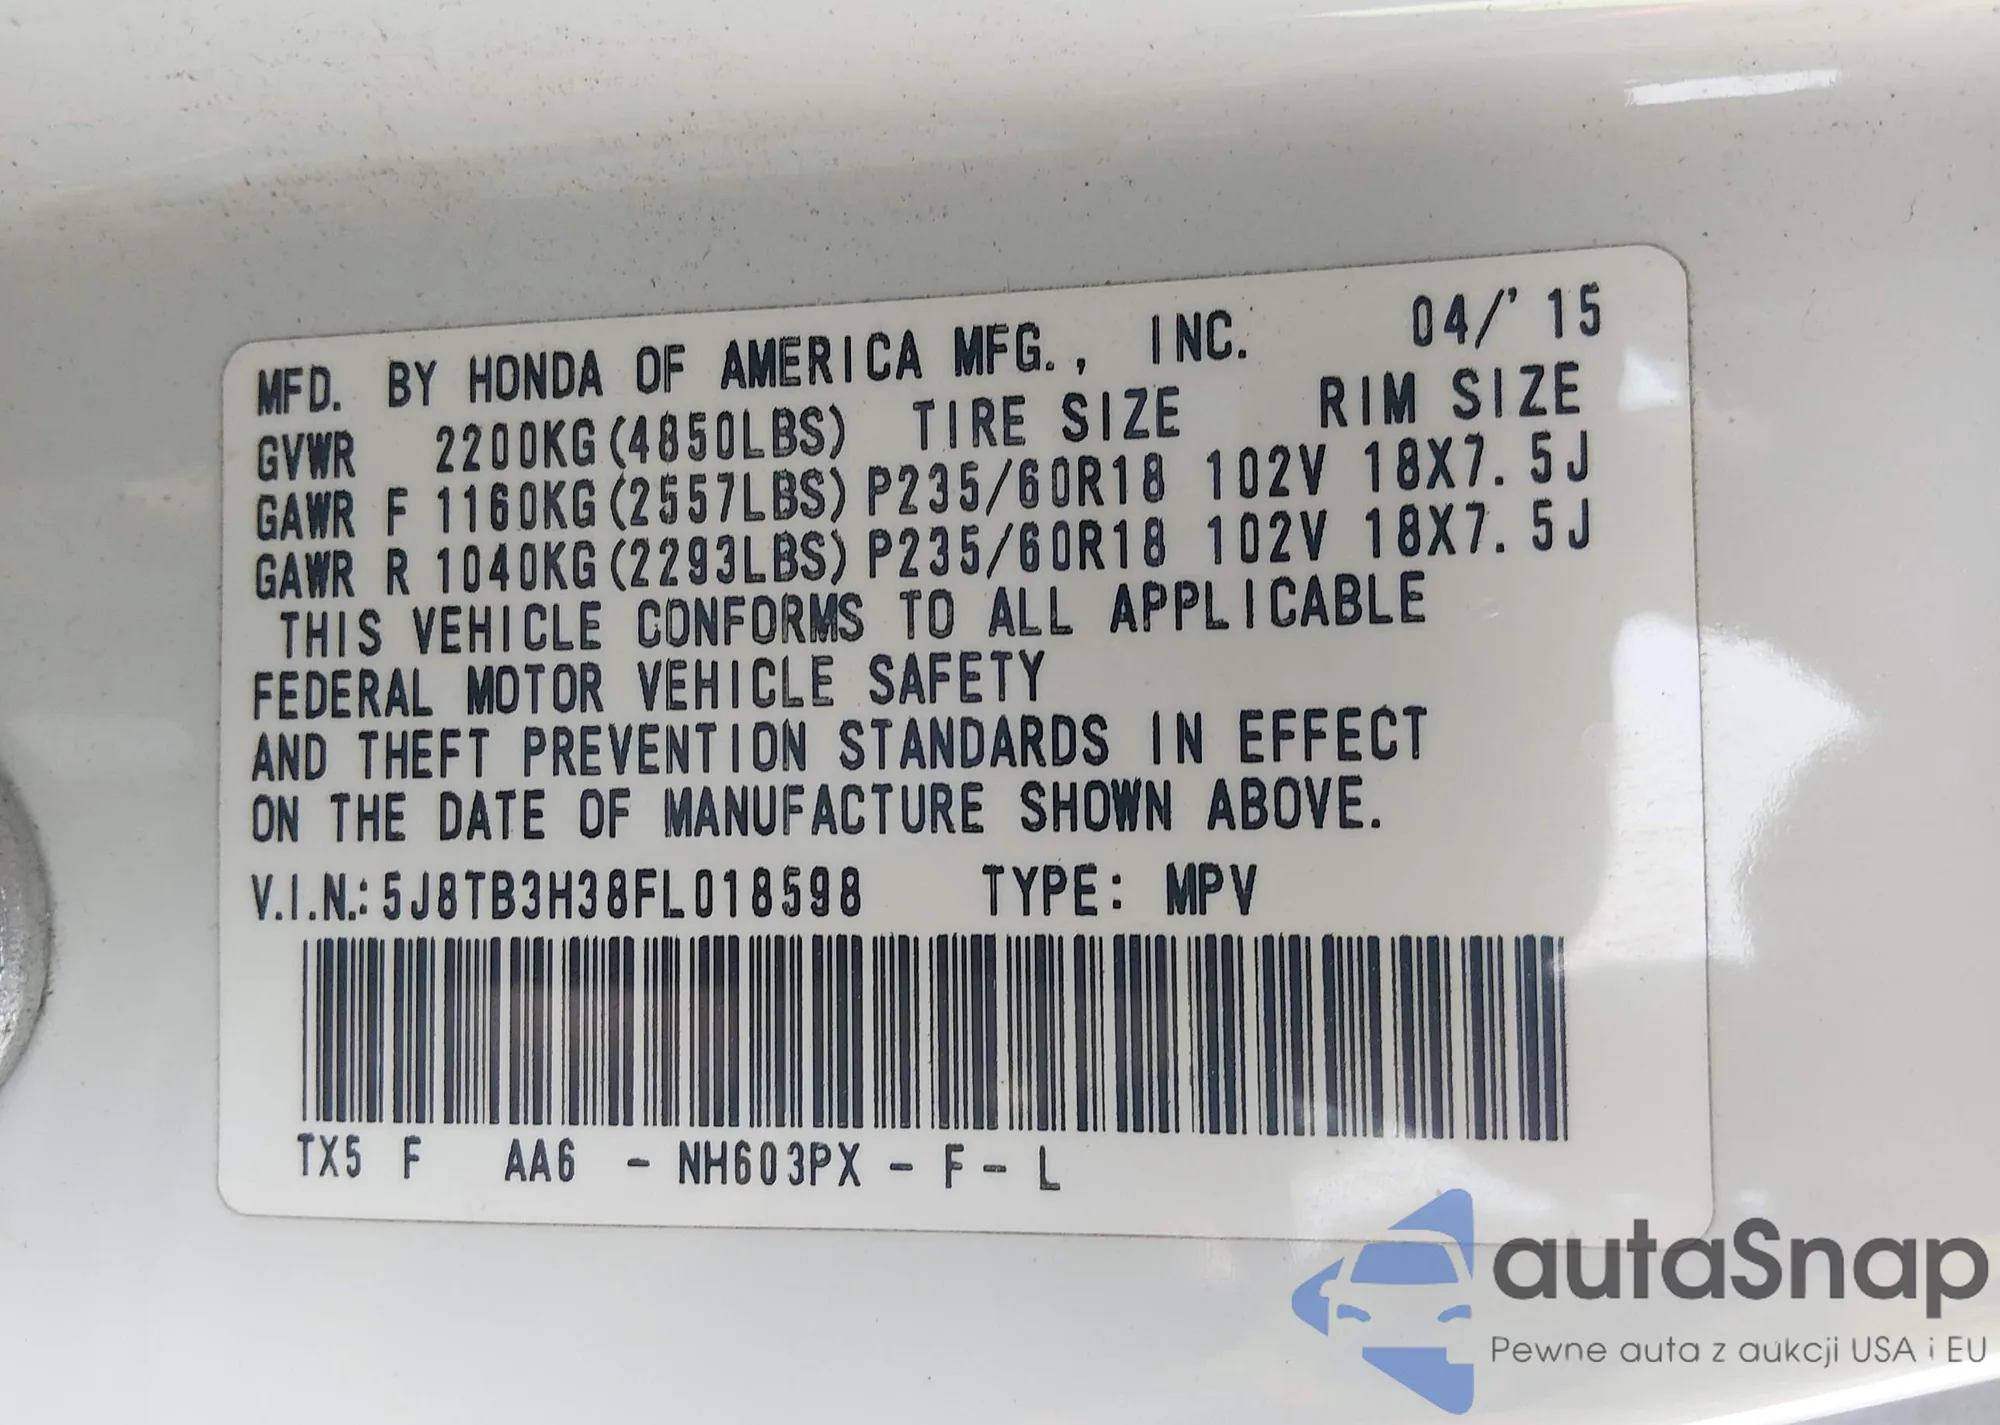 MFD. BY HONDA OF AMERICA MFG., INC. 04/'15
GVWR 2200KG(4850LBS) TIRE SIZE RIM SIZE
GAWR F 1160KG(2557LBS) P235/60R18 102V 18X7.5J
GAWR R 1040KG(2293LBS) P235/60R18 102V 18X7.5J
THIS VEHICLE CONFORMS TO ALL APPLICABLE
FEDERAL MOTOR VEHICLE SAFETY
AND THEFT PREVENTION STANDARDS IN EFFECT
ON THE DATE OF MANUFACTURE SHOWN ABOVE.
V.I.N.: 5J8TB3H38FL018598 TYPE: MPV
TX5 F AA6 - NH603PX - F - L
autaSnap
Pewne auta z aukcji USA i EU